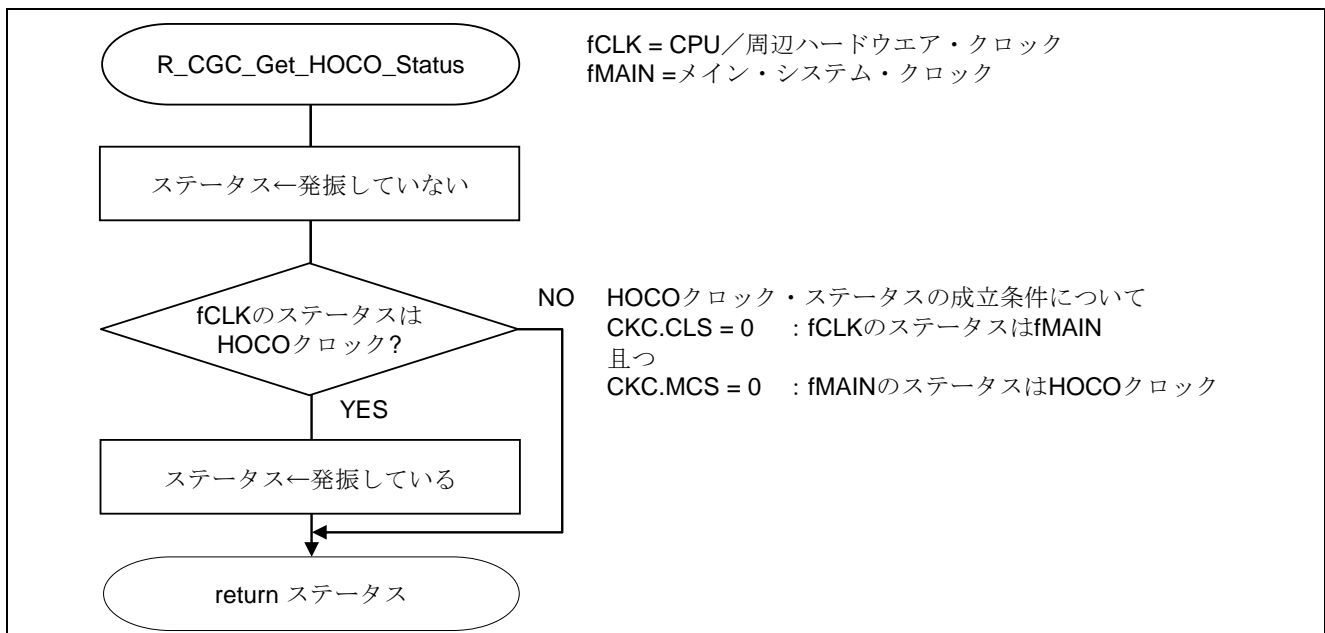 R_CGC_Get_HOCO_Status
fCLK = CPU／周辺ハードウエア・クロック
fMAIN =メイン・システム・クロック
ステータス←発振していない
fCLKのステータスは
HOCOクロック?
NO
YES
HOCOクロック・ステータスの成立条件について
CKC.CLS = 0 : fCLKのステータスはfMAIN
且つ
CKC.MCS = 0 : fMAINのステータスはHOCOクロック
ステータス←発振している
return ステータス